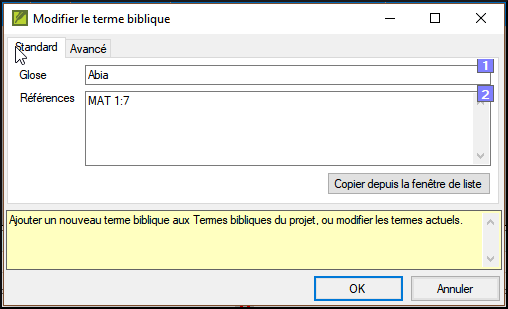 Modifier le terme biblique
Standard Avancé
Glose Abia 1
Références MAT 1:7 2
Copier depuis la fenêtre de liste
Ajouter un nouveau terme biblique aux Termes bibliques du projet, ou modifier les termes actuels.
OK Annuler